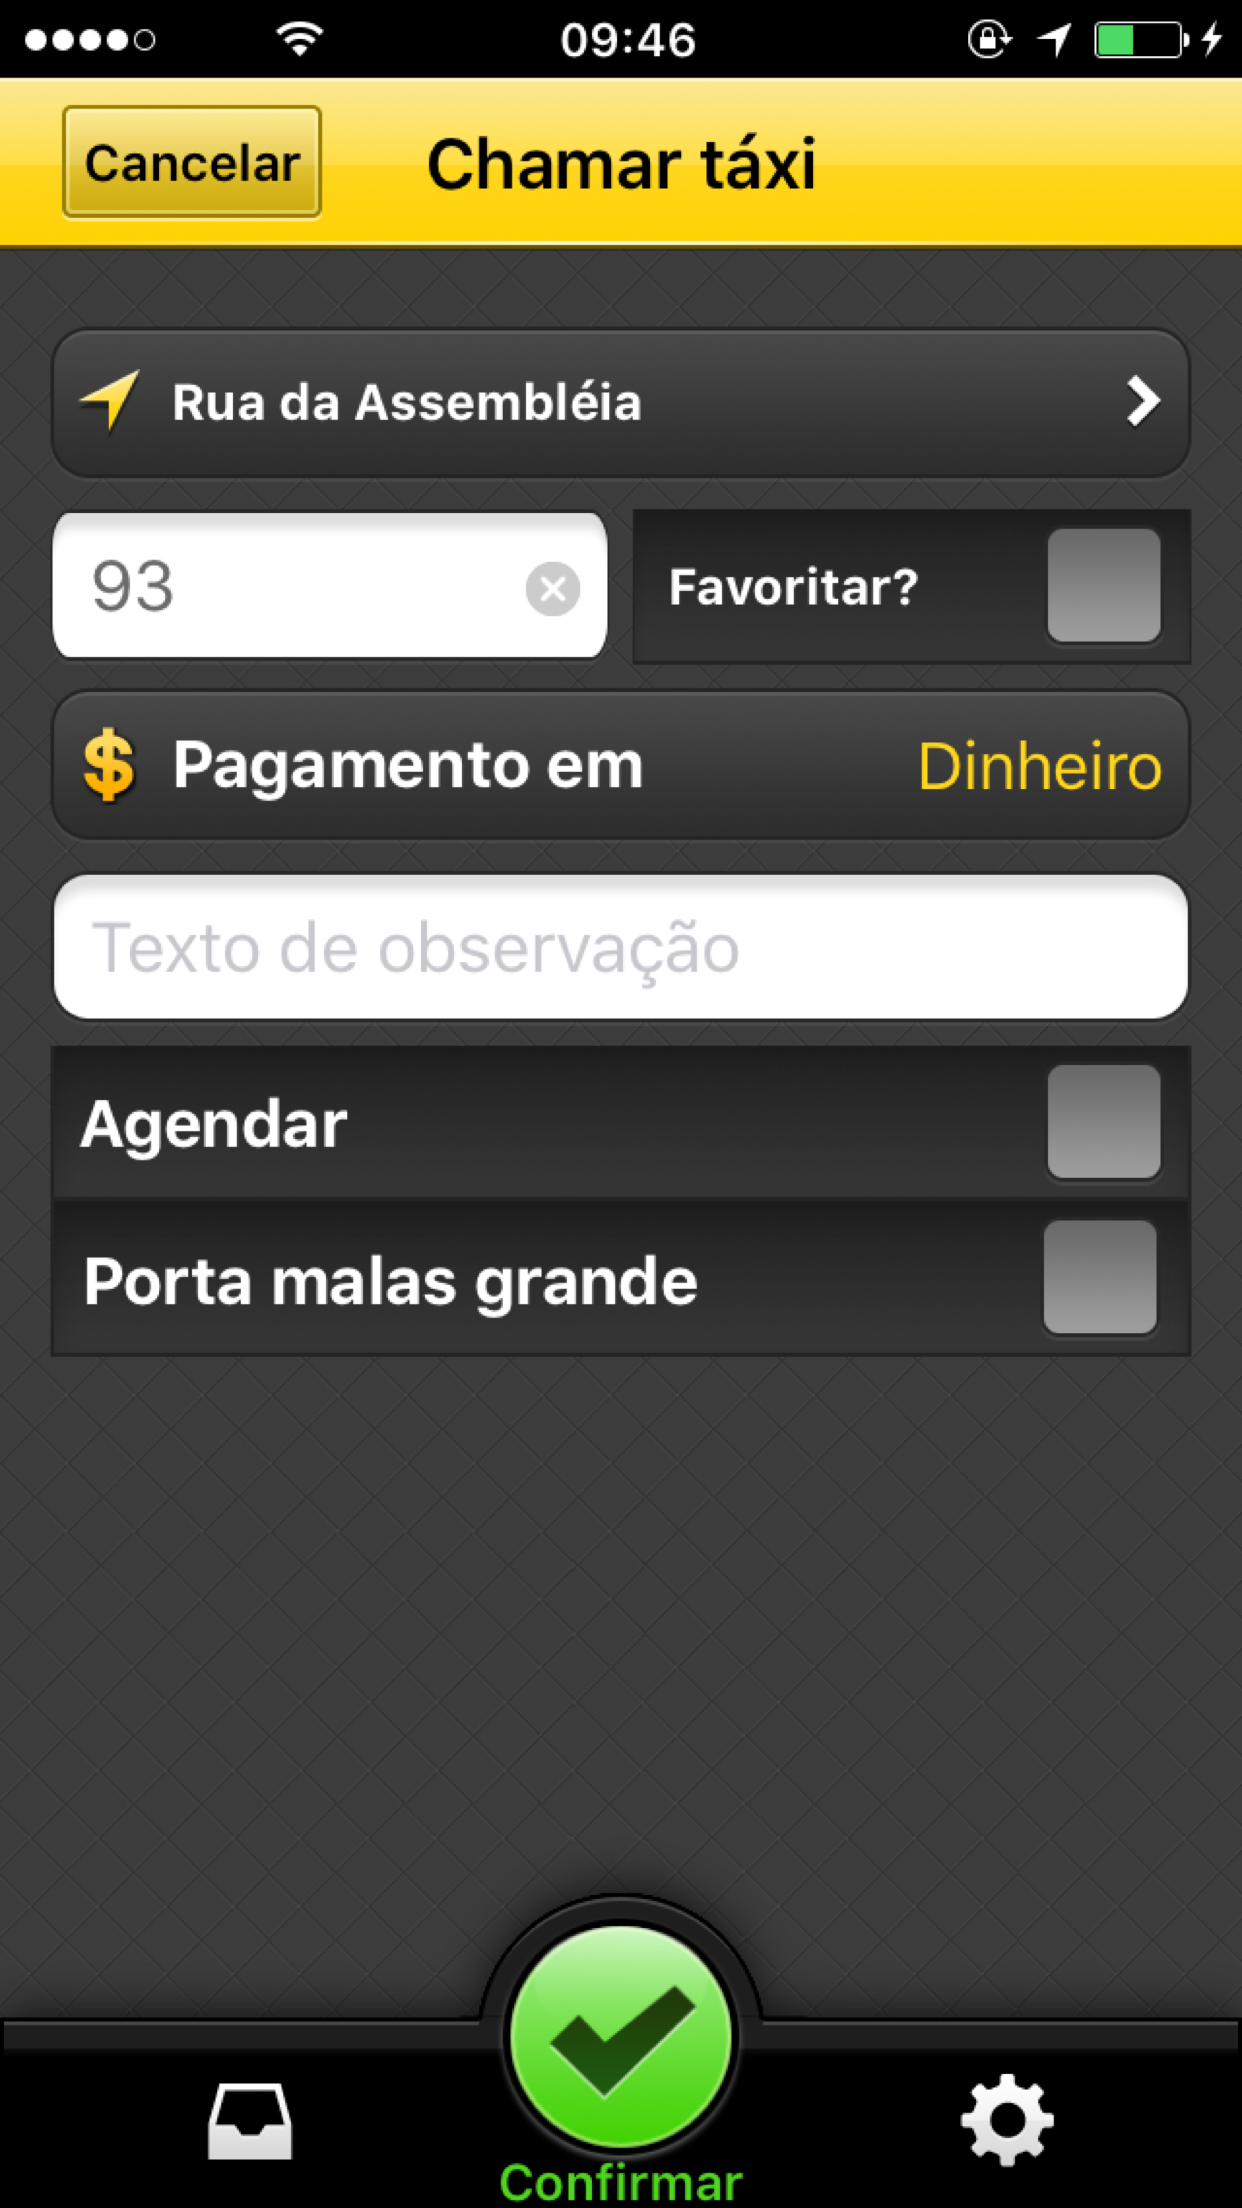 09:46
Cancelar
Chamar táxi
Rua da Assembléia
93
Favoritar?
$ Pagamento em Dinheiro
Texto de observação
Agendar
Porta malas grande
Confirmar